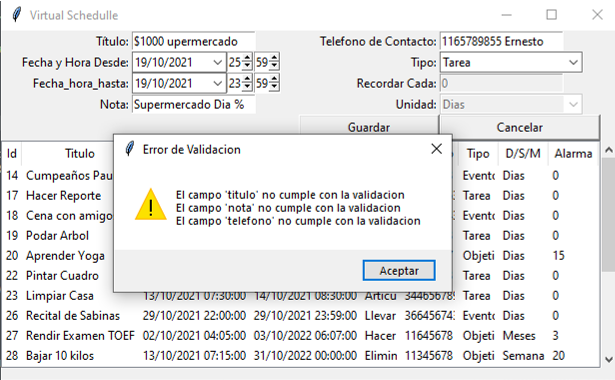 Virtual Schedulle
Título: $1000 upermercado Telefono de Contacto: 1165789855 Ernesto
Fecha y Hora Desde: 19/10/2021 25 59 Tipo: Tarea
Fecha_hora_hasta: 19/10/2021 23 59 Recordar Cada: 0
Nota: Supermercado Dia % Unidad: Dias
Guardar Cancelar
Id Titulo Tipo D/S/M Alarma
Error de Validacion
14 Cumpeaños Pau Evento Dias 0
17 Hacer Reporte Tarea Dias 0
18 Cena con amigo Evento Dias 0
19 Podar Arbol Tarea Dias 0
20 Aprender Yoga Objeti Dias 15
22 Pintar Cuadro Tarea Dias 0
El campo 'titulo' no cumple con la validacion
El campo 'nota' no cumple con la validacion
El campo 'telefono' no cumple con la validacion
Aceptar
23 Limpiar Casa 13/10/2021 07:30:00 14/10/2021 08:30:00 Articu 344656789 Tarea Dias 0
26 Recital de Sabinas 29/10/2021 22:00:00 29/10/2021 23:59:00 Llevar 366456743 Evento Dias 0
27 Rendir Examen TOEF 02/10/2021 04:05:00 03/10/2022 06:07:00 Hacer 11645678 Objeti Meses 3
28 Bajar 10 kilos 13/10/2021 07:15:00 31/10/2022 00:00:00 Elimin 11345678 Objeti Semana 20